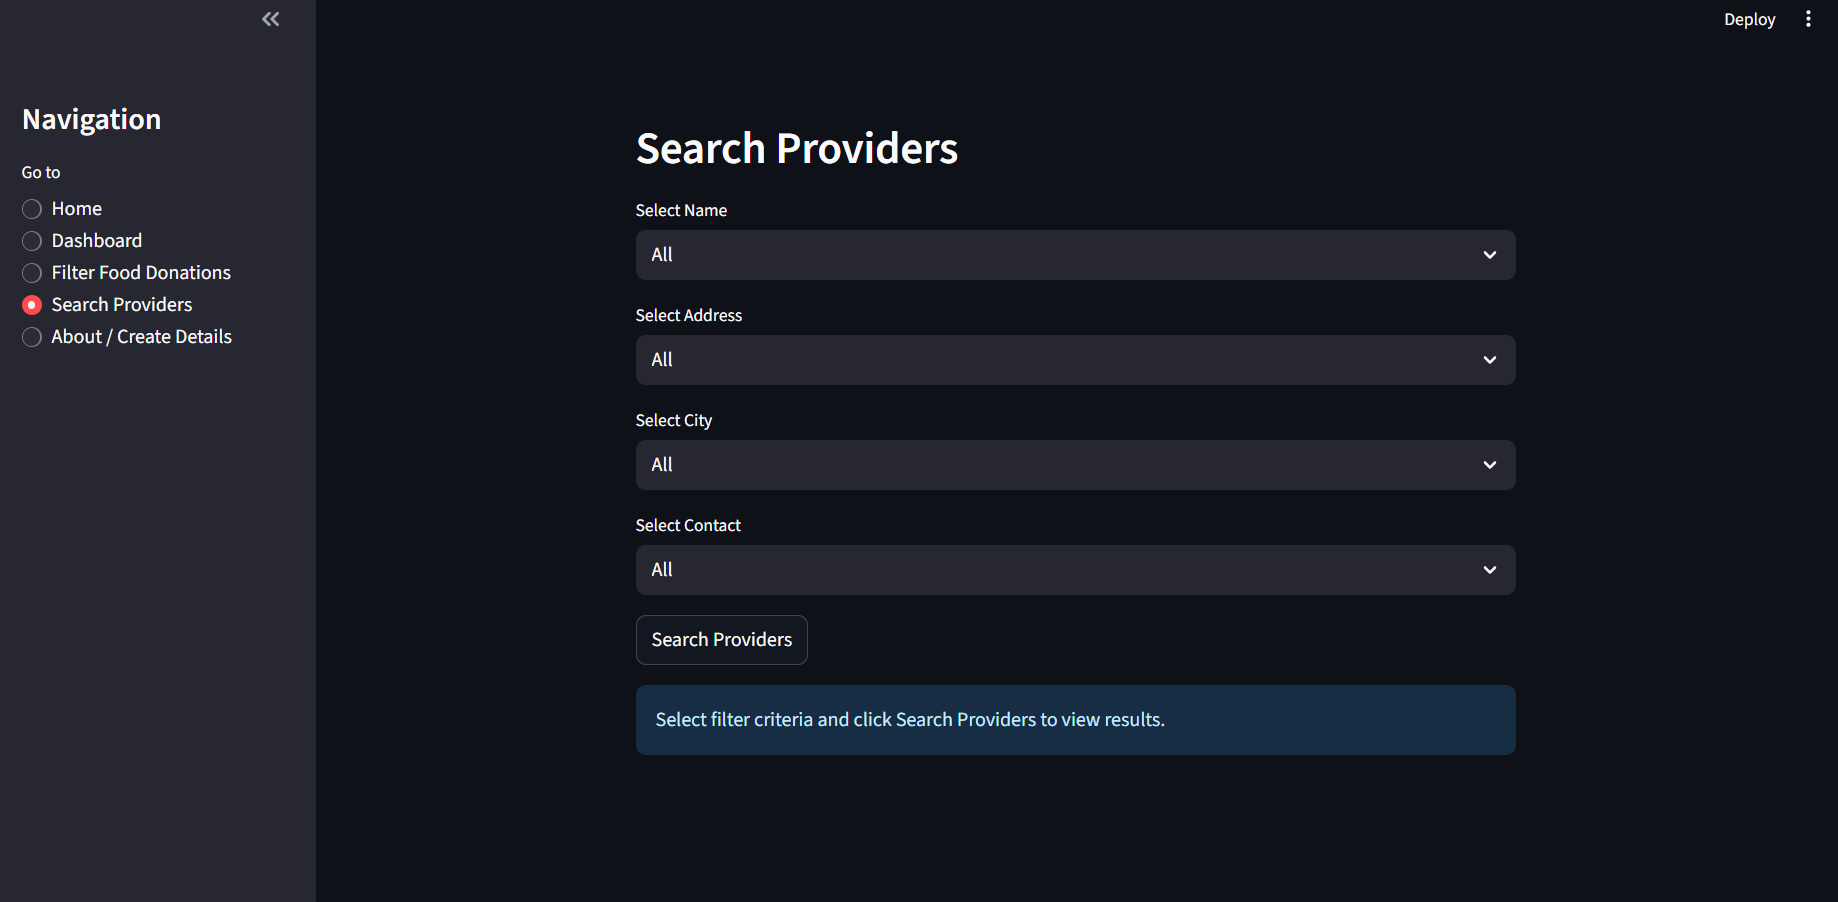 Deploy
Navigation
Go to
Home
Dashboard
Filter Food Donations
Search Providers
About / Create Details
Search Providers
Select Name
All
Select Address
All
Select City
All
Select Contact
All
Search Providers
Select filter criteria and click Search Providers to view results.